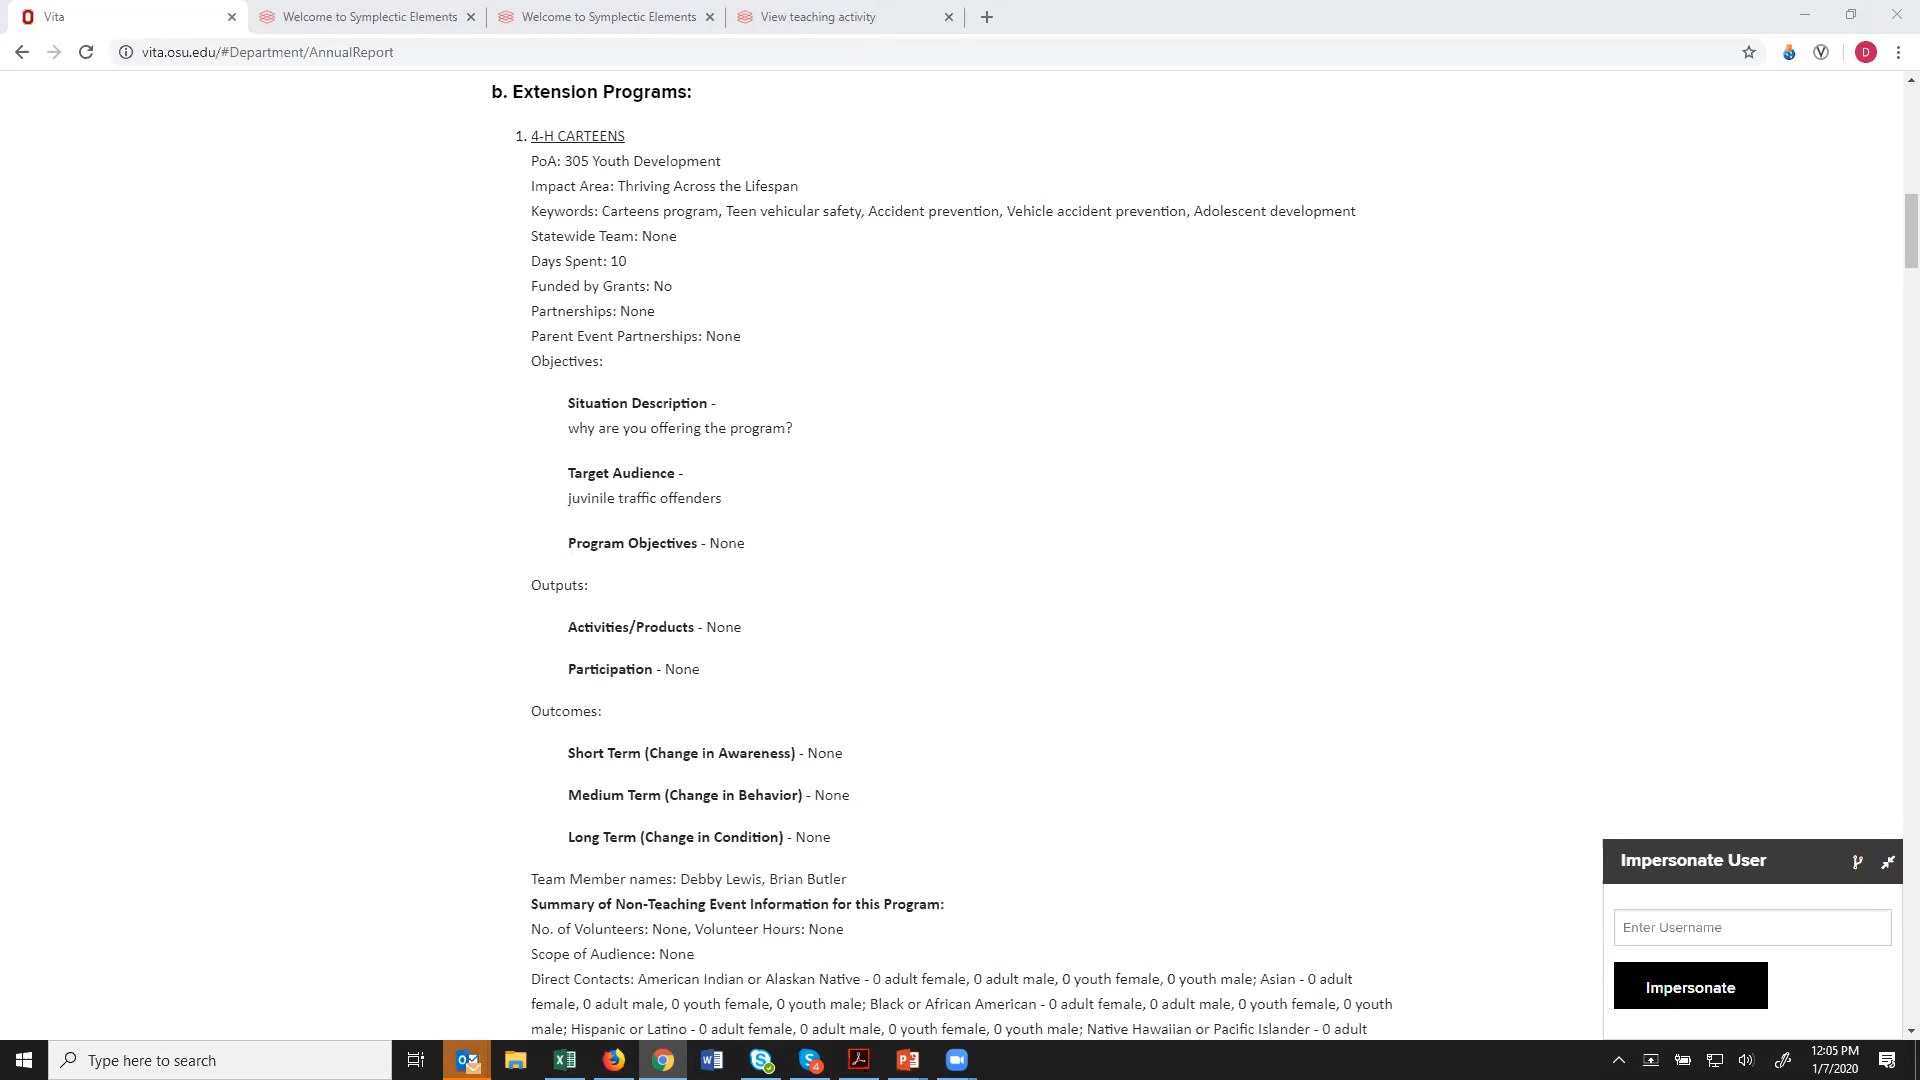 Vita
Welcome to Symplectic Elements
Welcome to Symplectic Elements
View teaching activity
vita.osu.edu/#Department/AnnualReport
D
b. Extension Programs:
1. 4-H CARTEENS
PoA: 305 Youth Development
Impact Area: Thriving Across the Lifespan
Keywords: Carteens program, Teen vehicular safety, Accident prevention, Vehicle accident prevention, Adolescent development
Statewide Team: None
Days Spent: 10
Funded by Grants: No
Partnerships: None
Parent Event Partnerships: None
Objectives:
Situation Description -
why are you offering the program?
Target Audience -
juvinile traffic offenders
Program Objectives - None
Outputs:
Activities/Products - None
Participation - None
Outcomes:
Short Term (Change in Awareness) - None
Medium Term (Change in Behavior) - None
Long Term (Change in Condition) - None
Team Member names: Debby Lewis, Brian Butler
Summary of Non-Teaching Event Information for this Program:
No. of Volunteers: None, Volunteer Hours: None
Scope of Audience: None
Direct Contacts: American Indian or Alaskan Native - 0 adult female, 0 adult male, 0 youth female, 0 youth male; Asian - 0 adult
female, 0 adult male, 0 youth female, 0 youth male; Black or African American - 0 adult female, 0 adult male, 0 youth female, 0 youth
male; Hispanic or Latino - 0 adult female, 0 adult male, 0 youth female, 0 youth male; Native Hawaiian or Pacific Islander - 0 adult
Impersonate User
Enter Username
Impersonate
Type here to search
4
12:05 PM
1/7/2020